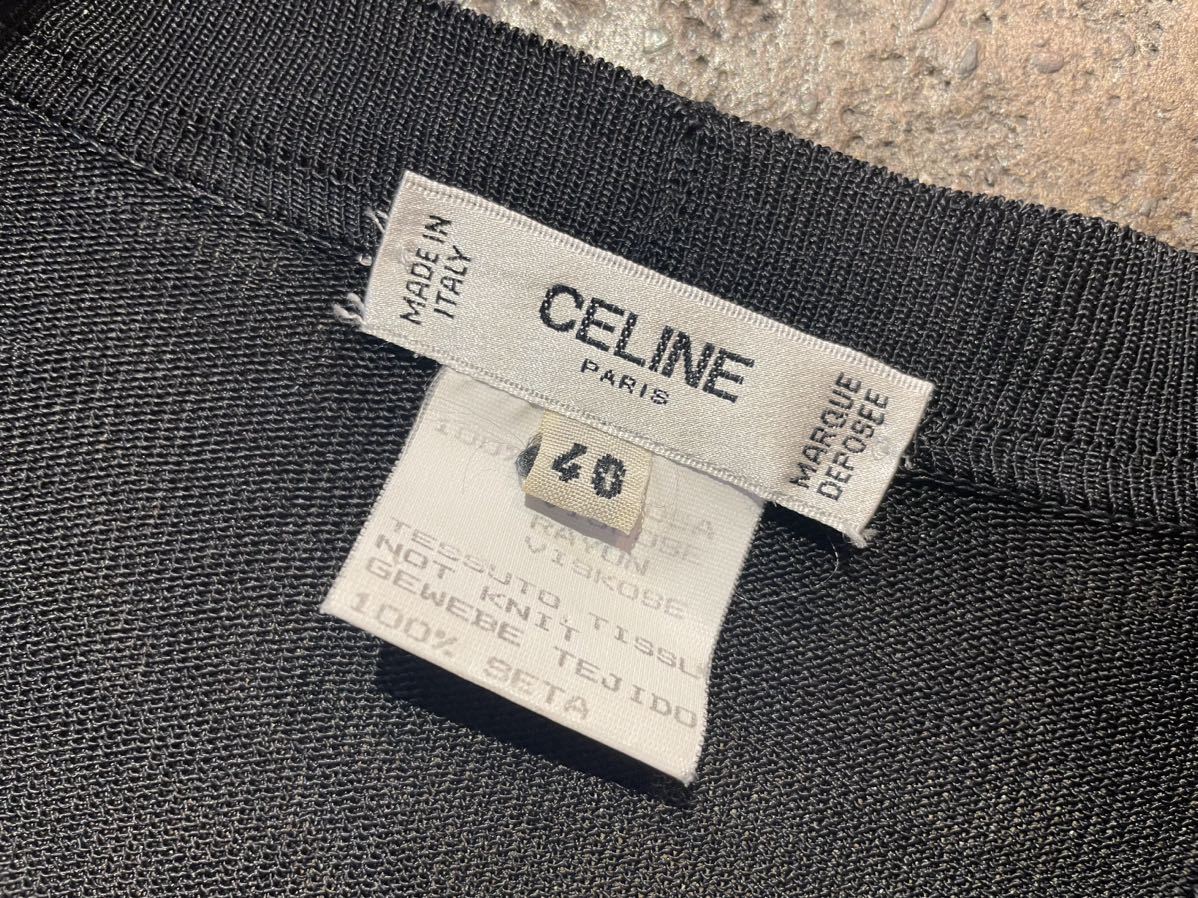 MADE IN
ITALY
CELINE
PARIS
MARQUE
DEPOSEE
40
RAYON
VISKOSE
TESSUTO, TISSU
NOT KNIT
GEWEBE TEJIDO
100% SETA